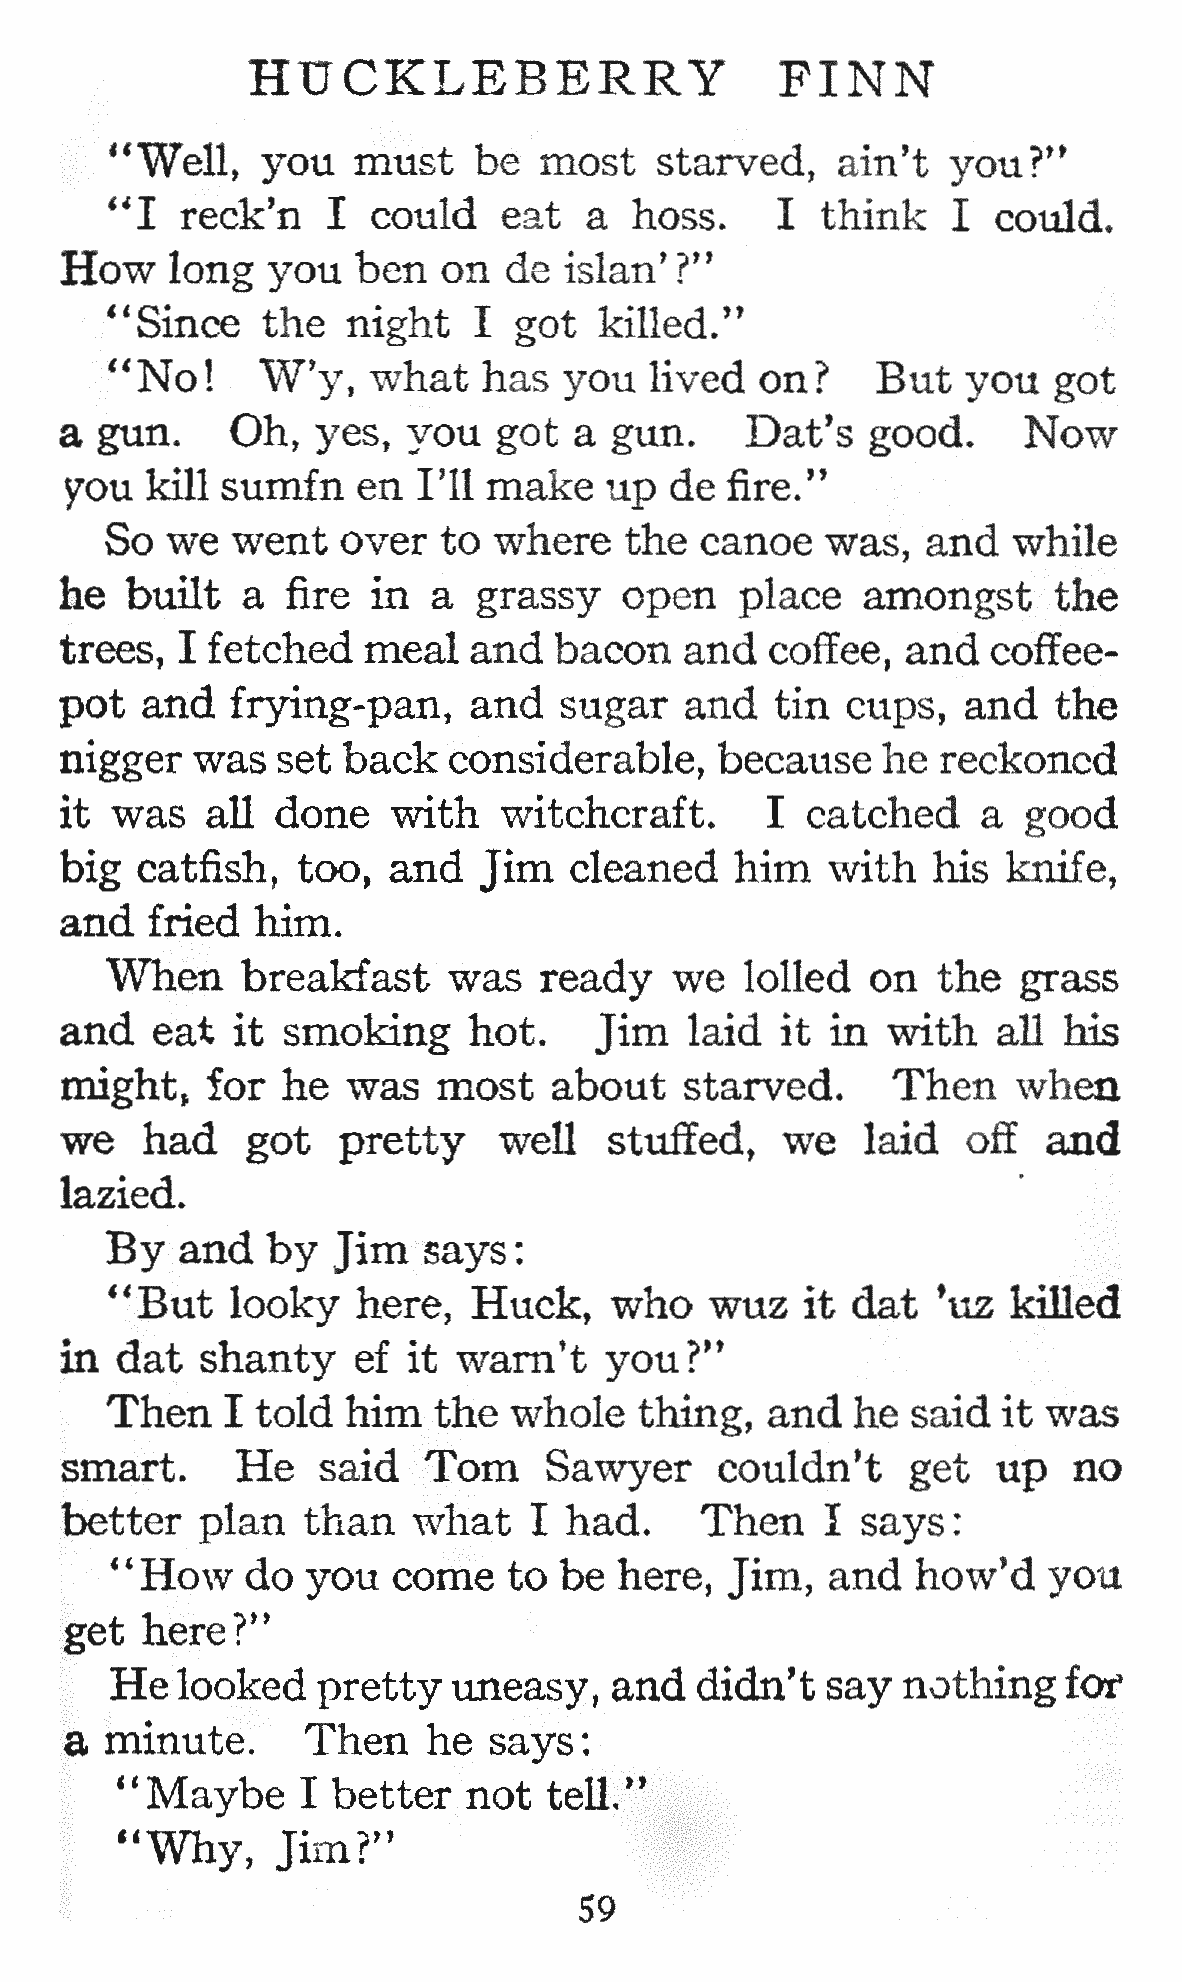 HUCKLEBERRY FINN
“Well, you must be most starved, ain’t you?”
“I reck’n I could eat a hoss. I think I could.
How long you ben on de islan’?”
“Since the night I got killed.”
“No! W’y, what has you lived on? But you got
a gun. Oh, yes, you got a gun. Dat’s good. Now
you kill sumfn en I’ll make up de fire.”
So we went over to where the canoe was, and while
he built a fire in a grassy open place amongst the
trees, I fetched meal and bacon and coffee, and coffee-
pot and frying-pan, and sugar and tin cups, and the
nigger was set back considerable, because he reckoned
it was all done with witchcraft. I catched a good
big catfish, too, and Jim cleaned him with his knife,
and fried him.
When breakfast was ready we lolled on the grass
and eat it smoking hot. Jim laid it in with all his
might, for he was most about starved. Then when
we had got pretty well stuffed, we laid off and
lazied.
By and by Jim says:
“But looky here, Huck, who wuz it dat ’uz killed
in dat shanty ef it warn’t you?”
Then I told him the whole thing, and he said it was
smart. He said Tom Sawyer couldn’t get up no
better plan than what I had. Then I says:
“How do you come to be here, Jim, and how’d you
get here?”
He looked pretty uneasy, and didn’t say nothing for
a minute. Then he says:
“Maybe I better not tell.”
“Why, Jim?”
59